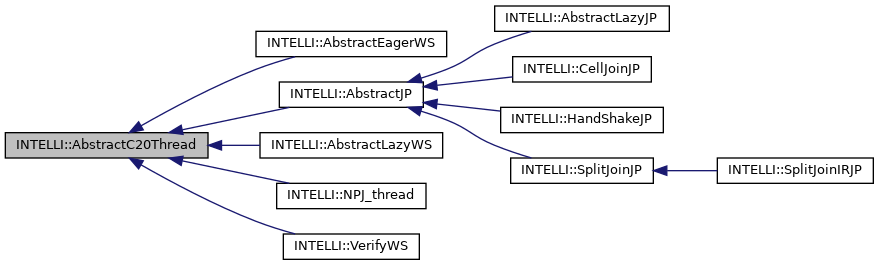 INTELLI::AbstractLazyJP
INTELLI::AbstractEagerWS
INTELLI::CellJoinJP
INTELLI::AbstractJP
INTELLI::HandShakeJP
INTELLI::AbstractC20Thread
INTELLI::AbstractLazyWS
INTELLI::SplitJoinJP
INTELLI::SplitJoinIRJP
INTELLI::NPJ_thread
INTELLI::VerifyWS